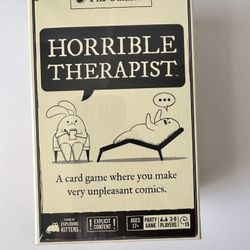 HORRIBLE
THERAPIST
A card game where you make
very unpleasant comics.
EXPLODING
KITTENS
EXPLICIT
CONTENT
AGES
17+
PARTY
GAME
3-8
PLAYERS
15